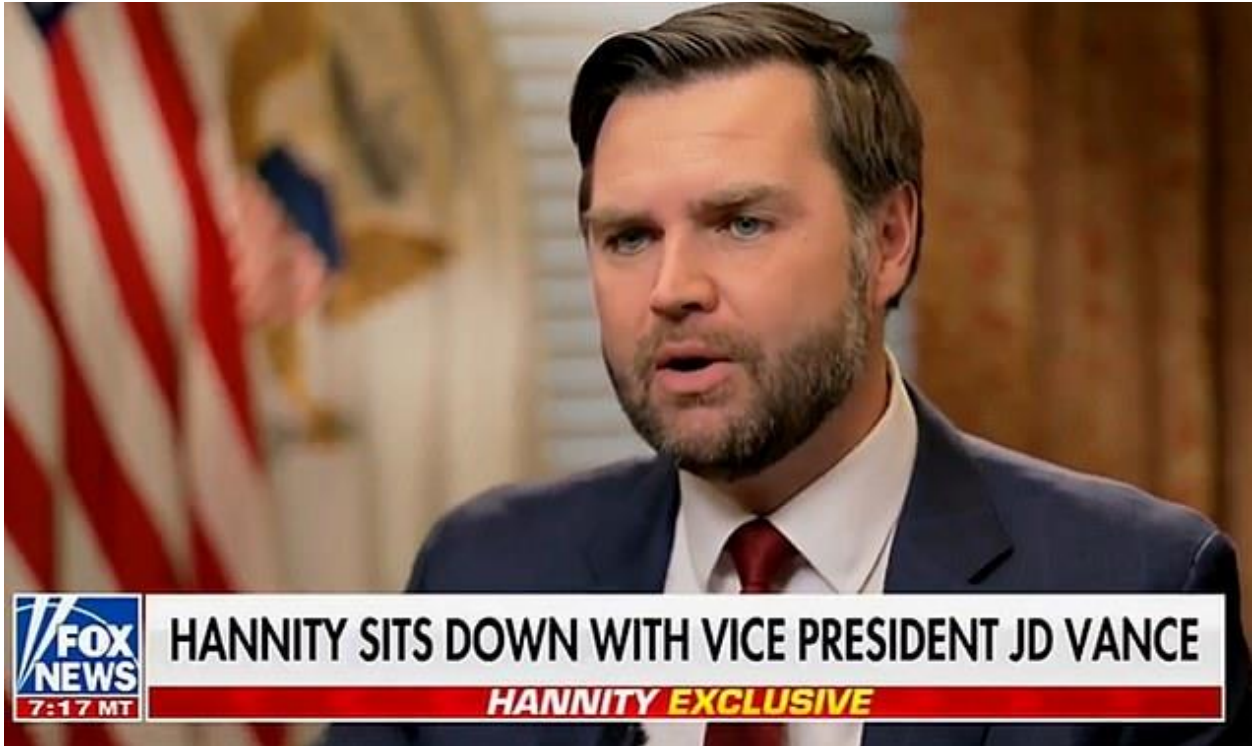 HANNITY SITS DOWN WITH VICE PRESIDENT JD VANCE
FOX
NEWS
7:17 MT
HANNITY EXCLUSIVE